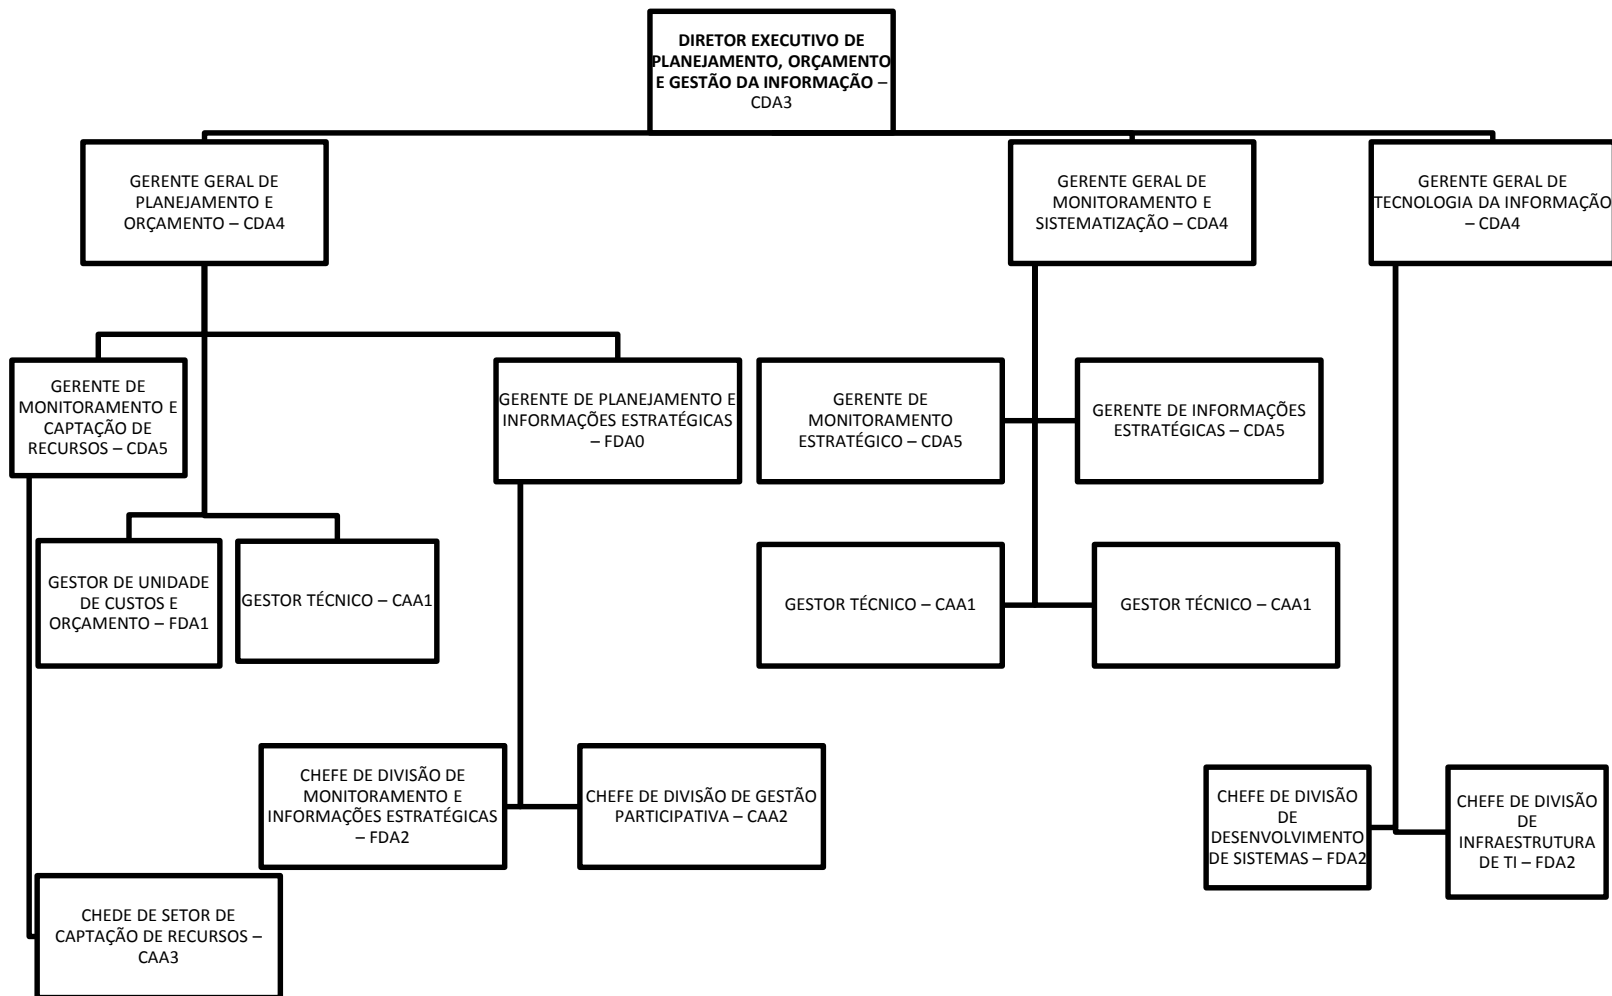 DIRETOR EXECUTIVO DE
PLANEJAMENTO, ORÇAMENTO
E GESTÃO DA INFORMAÇÃO –
CDA3
GERENTE GERAL DE
PLANEJAMENTO E
ORÇAMENTO – CDA4
GERENTE GERAL DE
MONITORAMENTO E
SISTEMATIZAÇÃO – CDA4
GERENTE GERAL DE
TECNOLOGIA DA INFORMAÇÃO
– CDA4
GERENTE DE
MONITORAMENTO E
CAPTAÇÃO DE
RECURSOS – CDA5
GERENTE DE PLANEJAMENTO E
INFORMAÇÕES ESTRATÉGICAS
– FDA0
GERENTE DE
MONITORAMENTO
ESTRATÉGICO – CDA5
GERENTE DE INFORMAÇÕES
ESTRATÉGICAS – CDA5
GESTOR DE UNIDADE
DE CUSTOS E
ORÇAMENTO – FDA1
GESTOR TÉCNICO – CAA1
GESTOR TÉCNICO – CAA1
GESTOR TÉCNICO – CAA1
CHEFE DE DIVISÃO DE
MONITORAMENTO E
INFORMAÇÕES ESTRATÉGICAS
– FDA2
CHEFE DE DIVISÃO DE GESTÃO
PARTICIPATIVA – CAA2
CHEFE DE DIVISÃO
DE
DESENVOLVIMENTO
DE SISTEMAS – FDA2
CHEFE DE DIVISÃO
DE
INFRAESTRUTURA
DE TI – FDA2
CHEDE DE SETOR DE
CAPTAÇÃO DE RECURSOS –
CAA3